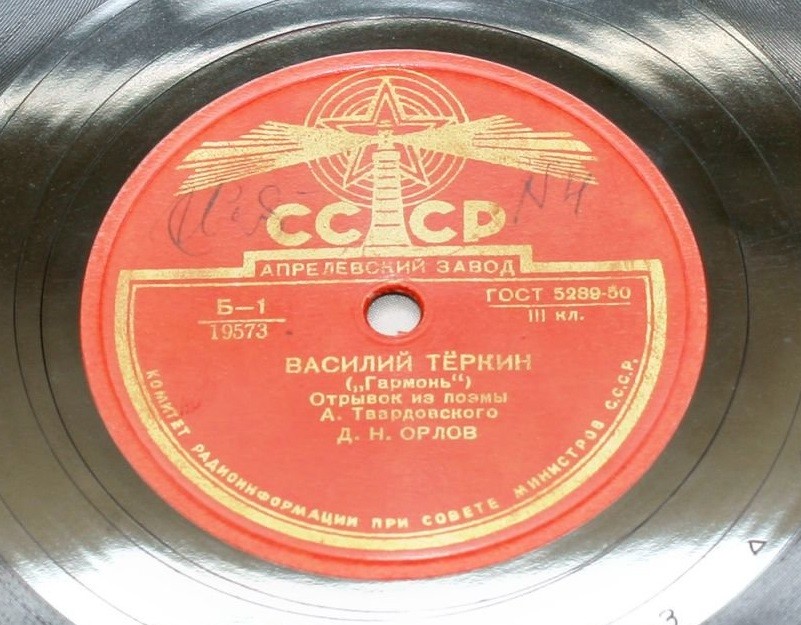 СССР
АПРЕЛЕВСКИЙ ЗАВОД
Б—1
19573
ГОСТ 5289-50
III кл.
ВАСИЛИЙ ТЁРКИН
(„Гармонь“)
Отрывок из поэмы
А. Твардовского
Д. Н. ОРЛОВ
КОМИТЕТ РАДИОИНФОРМАЦИИ ПРИ СОВЕТЕ МИНИСТРОВ С.С.С.Р.
3